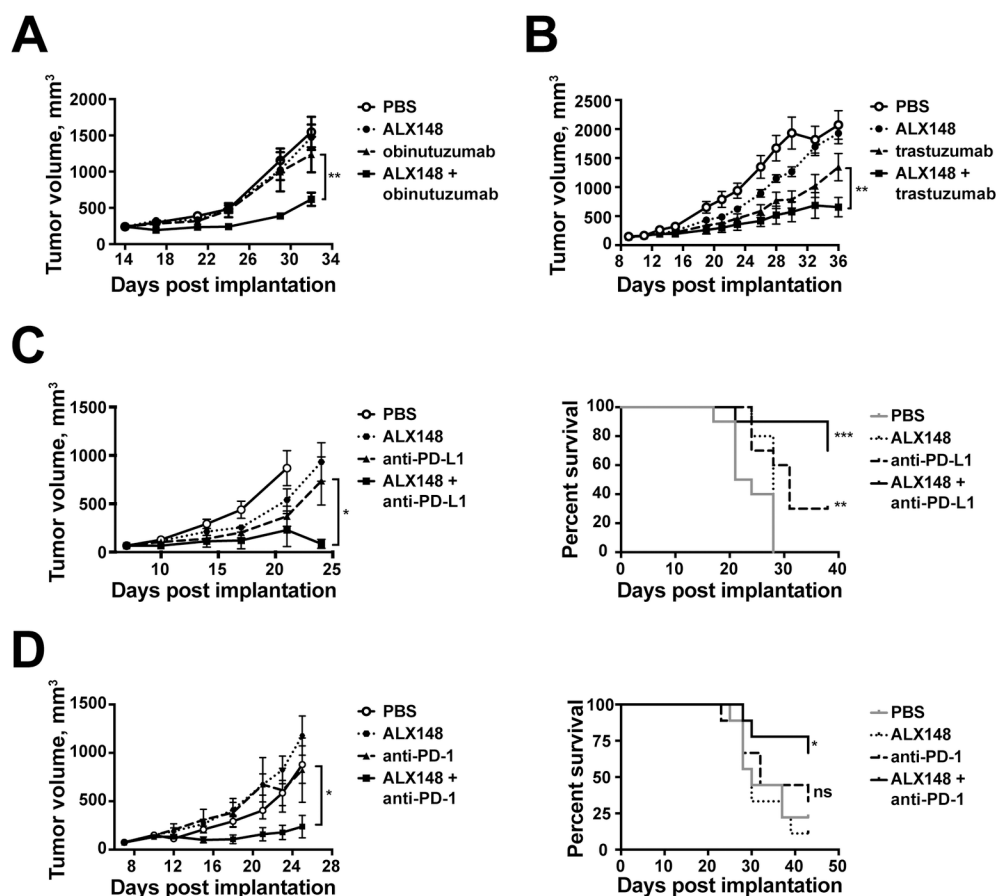 A
Tumor volume, mm³
2000
1500
1000
500
0
14 18 22 26 30 34
Days post implantation
PBS
ALX148
obinutuzumab
ALX148 +
obinutuzumab
**
B
Tumor volume, mm³
2500
2000
1500
1000
500
0
8 12 16 20 24 28 32 36
Days post implantation
PBS
ALX148
trastuzumab
ALX148 +
trastuzumab
**
C
Tumor volume, mm³
1500
1000
500
0
10 15 20 25
Days post implantation
PBS
ALX148
anti-PD-L1
ALX148 +
anti-PD-L1
*
Percent survival
100
80
60
40
20
0
0 10 20 30 40
Days post implantation
PBS
ALX148
anti-PD-L1
ALX148 +
anti-PD-L1
***
**
D
Tumor volume, mm³
1500
1000
500
0
8 12 16 20 24 28
Days post implantation
PBS
ALX148
anti-PD-1
ALX148 +
anti-PD-1
*
Percent survival
100
75
50
25
0
0 10 20 30 40 50
Days post implantation
PBS
ALX148
anti-PD-1
ALX148 +
anti-PD-1
*
ns